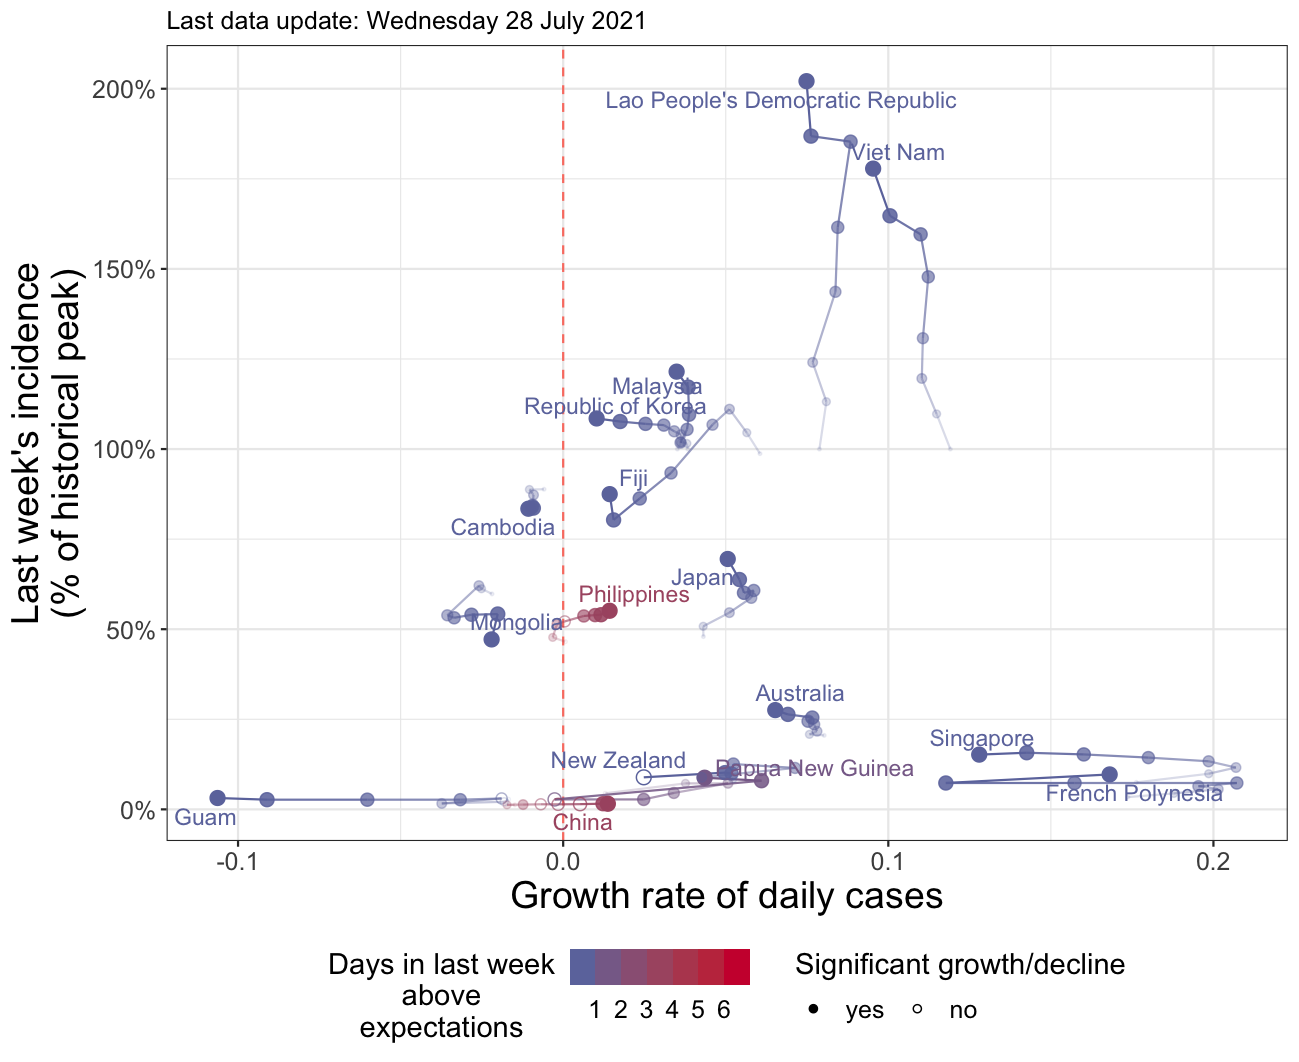 Last data update: Wednesday 28 July 2021
Last week's incidence
(% of historical peak)
200%
150%
100%
50%
0%
Lao People's Democratic Republic
Viet Nam
Malaysia
Republic of Korea
Fiji
Cambodia
Japan
Philippines
Mongolia
Australia
Singapore
New Zealand
Papua New Guinea
French Polynesia
Guam
China
-0.1
0.0
0.1
0.2
Growth rate of daily cases
Days in last week
above
expectations
1 2 3 4 5 6
Significant growth/decline
yes
no